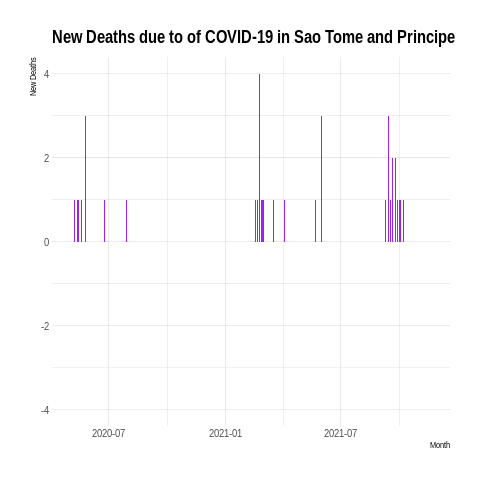 New Deaths due to of COVID-19 in Sao Tome and Principe
New Deaths
4
2
0
-2
-4
2020-07
2021-01
2021-07
Month